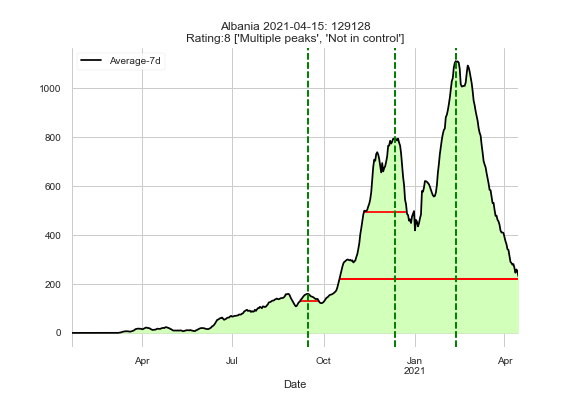 Albania 2021-04-15: 129128
Rating:8 ['Multiple peaks', 'Not in control']
Average-7d
1000
800
600
400
200
0
Apr Jul Oct Jan Apr
2021
Date